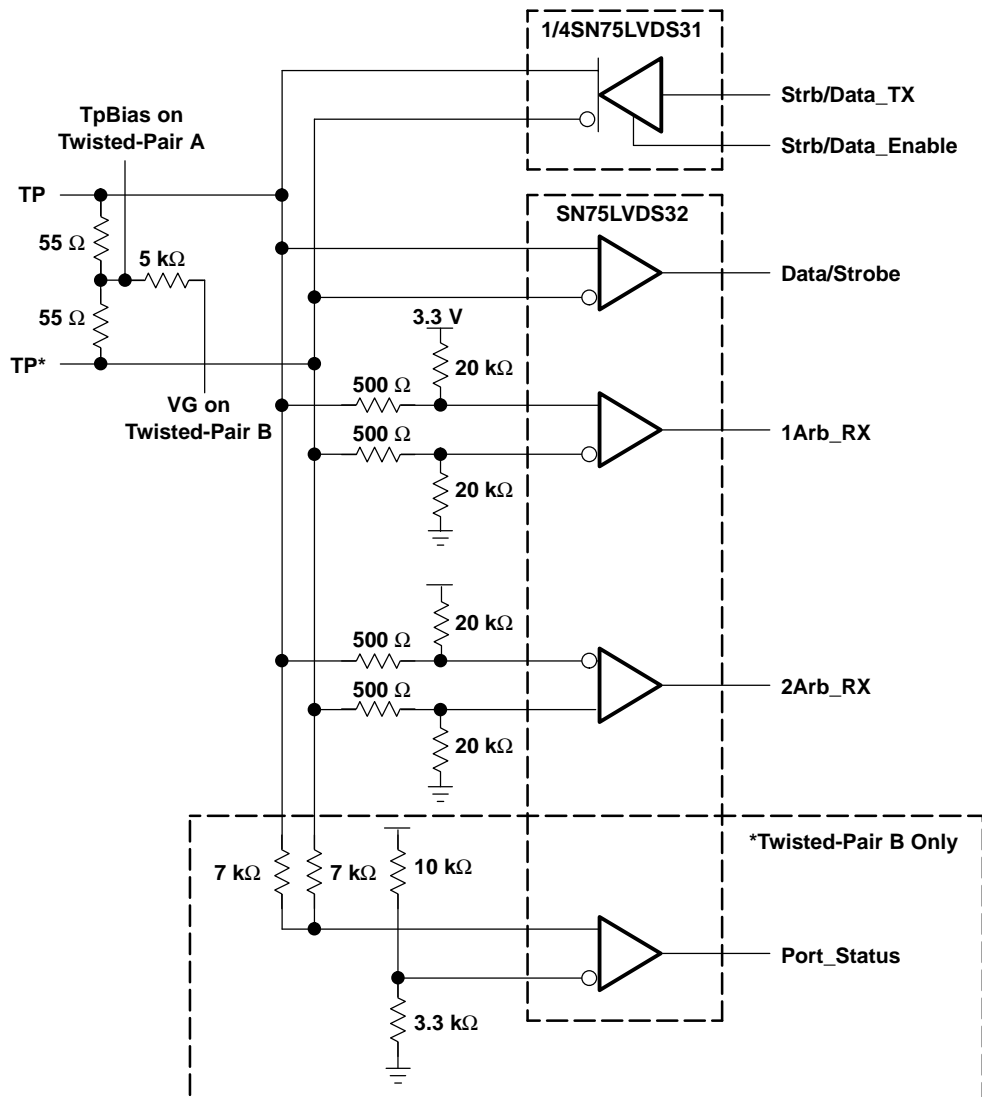 1/4SN75LVDS31
Strb/Data_TX
TpBias on
Twisted-Pair A
Strb/Data_Enable
TP
SN75LVDS32
55 Ω
5 kΩ
Data/Strobe
55 Ω
3.3 V
TP*
20 kΩ
500 Ω
VG on
Twisted-Pair B
1Arb_RX
500 Ω
20 kΩ
20 kΩ
500 Ω
2Arb_RX
500 Ω
20 kΩ
*Twisted-Pair B Only
7 kΩ
7 kΩ
10 kΩ
Port_Status
3.3 kΩ